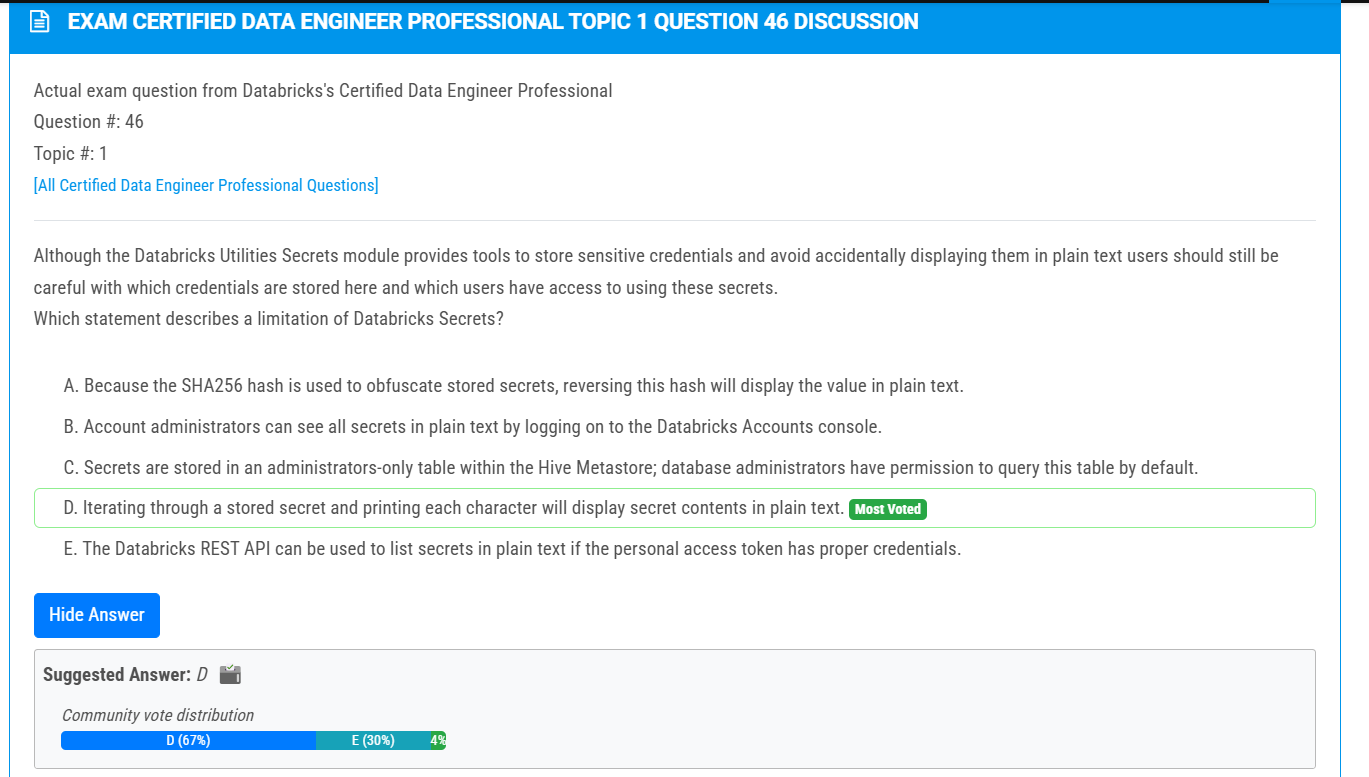 EXAM CERTIFIED DATA ENGINEER PROFESSIONAL TOPIC 1 QUESTION 46 DISCUSSION
Actual exam question from Databricks's Certified Data Engineer Professional
Question #: 46
Topic #: 1
[All Certified Data Engineer Professional Questions]
Although the Databricks Utilities Secrets module provides tools to store sensitive credentials and avoid accidentally displaying them in plain text users should still be
careful with which credentials are stored here and which users have access to using these secrets.
Which statement describes a limitation of Databricks Secrets?
A. Because the SHA256 hash is used to obfuscate stored secrets, reversing this hash will display the value in plain text.
B. Account administrators can see all secrets in plain text by logging on to the Databricks Accounts console.
C. Secrets are stored in an administrators-only table within the Hive Metastore; database administrators have permission to query this table by default.
D. Iterating through a stored secret and printing each character will display secret contents in plain text. Most Voted
E. The Databricks REST API can be used to list secrets in plain text if the personal access token has proper credentials.
Hide Answer
Suggested Answer: D
Community vote distribution
D (67%) E (30%) 4%